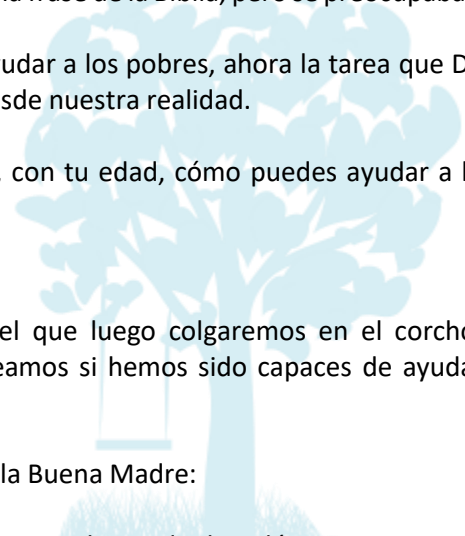 frase de la Biblia, pero se preocupaba
udar a los pobres, ahora la tarea que D
sde nuestra realidad.
con tu edad, cómo puedes ayudar a
el que luego colgaremos en el corcho
eamos si hemos sido capaces de ayuda
la Buena Madre: